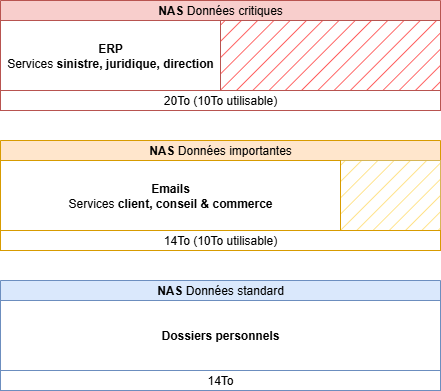 NAS Données critiques
ERP
Services sinistre, juridique, direction
20To (10To utilisable)
NAS Données importantes
Emails
Services client, conseil & commerce
14To (10To utilisable)
NAS Données standard
Dossiers personnels
14To